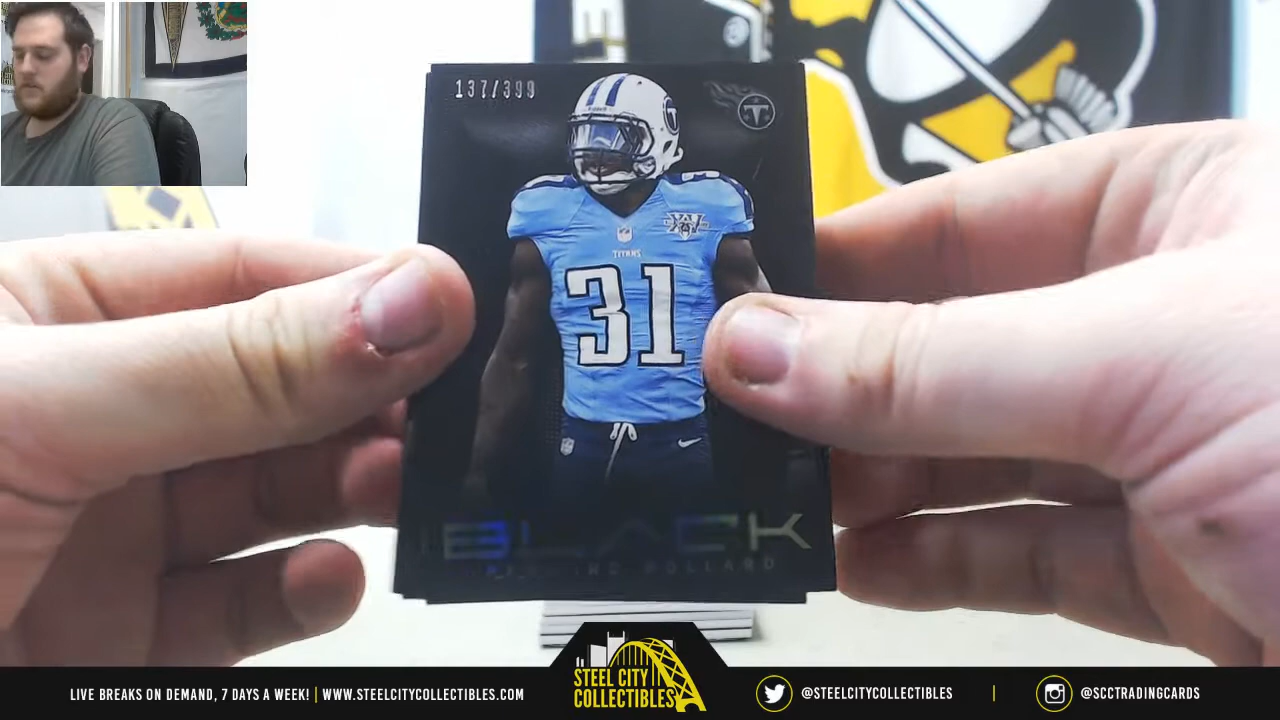 137/399
TITANS
31
BLACK
POLLARD
STEEL CITY
COLLECTIBLES
LIVE BREAKS ON DEMAND, 7 DAYS A WEEK! | WWW.STEELCITYCOLLECTIBLES.COM
@STEELCITYCOLLECTIBLES | @SCCTRADINGCARDS